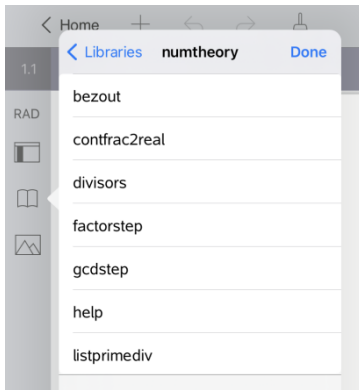 Home
Libraries numtheory Done
1.1
bezout
RAD
contfrac2real
divisors
factorstep
gcdstep
help
listprimediv